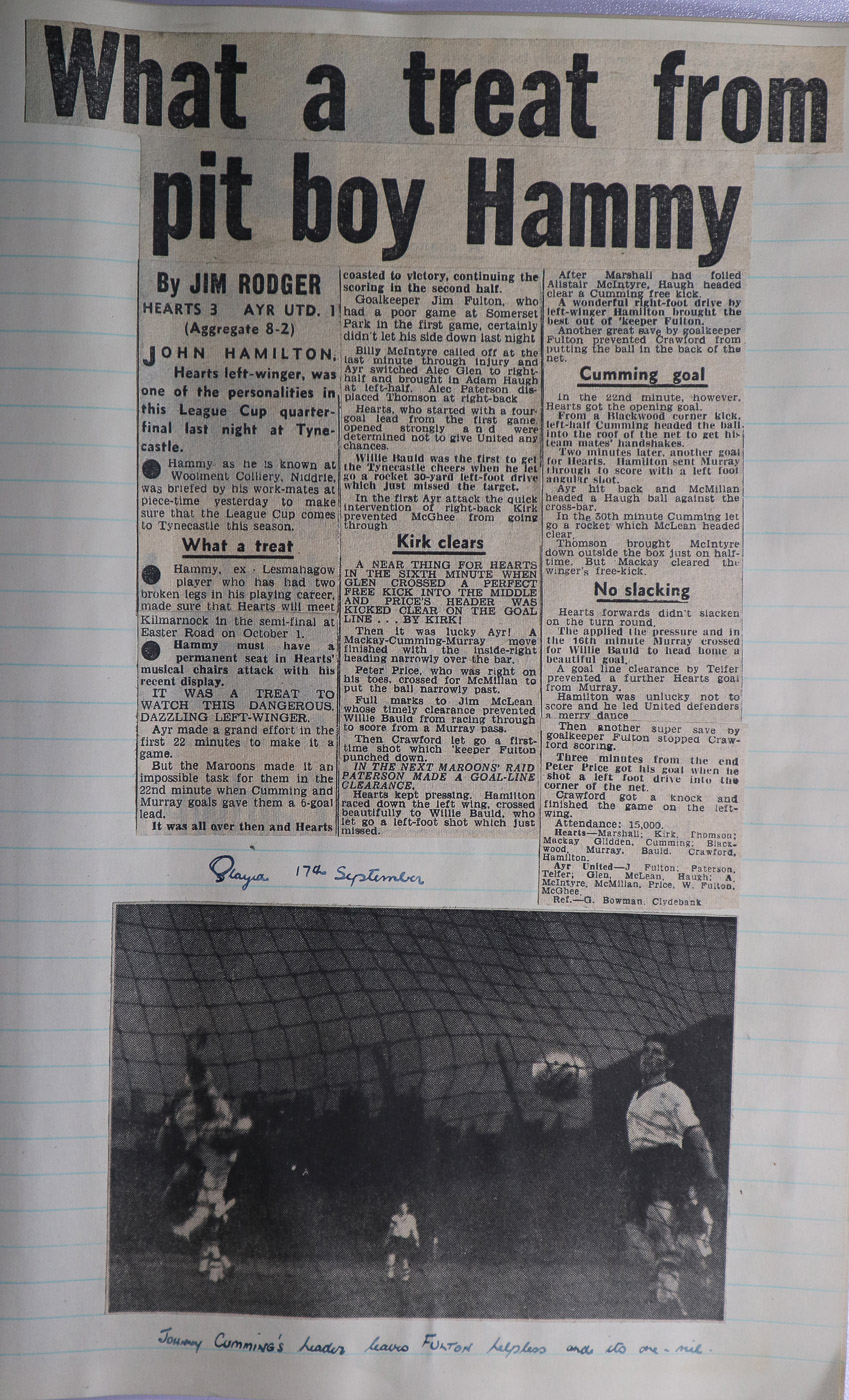 What a treat from
pit boy Hammy
By JIM RODGER
HEARTS 3 AYR UTD. 1
(Aggregate 8-2)
JOHN HAMILTON,
Hearts left-winger, was
one of the personalities in
this League Cup quarter-
final last night at Tyne-
castle.
Hammy as he is known at
Woolment Colliery, Niddrie,
was briefed by his work-mates at
piece-time yesterday to make
sure that the League Cup comes
to Tynecastle this season.
What a treat
Hammy, ex - Lesmahagow
player who has had two
broken legs in his playing career,
made sure that Hearts will meet
Kilmarnock in the semi-final at
Easter Road on October 1.
Hammy must have a
permanent seat in Hearts'
musical chairs attack with his
recent display.
IT WAS A TREAT TO
WATCH THIS DANGEROUS,
DAZZLING LEFT-WINGER.
Ayr made a grand effort in the
first 22 minutes to make it a
game.
But the Maroons made it an
impossible task for them in the
22nd minute when Cumming and
Murray goals gave them a 6-goal
lead.
It was all over then and Hearts
coasted to victory, continuing the
scoring in the second half.
Goalkeeper Jim Fulton, who
had a poor game at Somerset
Park in the first game, certainly
didn't let his side down last night
Billy McIntyre called off at the
last minute through injury and
Ayr switched Alec Glen to right-
half and brought in Adam Haugh
at left-half. Alec Paterson dis-
placed Thomson at right-back
Hearts, who started with a four-
goal lead from the first game,
opened strongly and were
determined not to give United any
chances.
Willie Bauld was the first to get
the Tynecastle cheers when he let
go a rocket 30-yard left-foot drive
which just missed the target.
In the first Ayr attack the quick
intervention of right-back Kirk
prevented McGhee from going
through
Kirk clears
A NEAR THING FOR HEARTS
IN THE SIXTH MINUTE WHEN
GLEN CROSSED A PERFECT
FREE KICK INTO THE MIDDLE
AND PRICE'S HEADER WAS
KICKED CLEAR ON THE GOAL
LINE . . . BY KIRK!
Then it was lucky Ayr! A
Mackay-Cumming-Murray move
finished with the inside-right
heading narrowly over the bar.
Peter Price, who was right on
his toes, crossed for McMillan to
put the ball narrowly past.
Full marks to Jim McLean
whose timely clearance prevented
Willie Bauld from racing through
to score from a Murray pass.
Then Crawford let go a first-
time shot which 'keeper Fulton
punched down.
IN THE NEXT MAROONS' RAID
PATERSON MADE A GOAL-LINE
CLEARANCE.
Hearts kept pressing. Hamilton
raced down the left wing, crossed
beautifully to Willie Bauld, who
let go a left-foot shot which just
missed.
After Marshall had foiled
Alistair McIntyre, Haugh headed
clear a Cumming free kick.
A wonderful right-foot drive by
left-winger Hamilton brought the
best out of 'keeper Fulton.
Another great save by goalkeeper
Fulton prevented Crawford from
putting the ball in the back of the
net.
Cumming goal
In the 22nd minute, however,
Hearts got the opening goal.
From a Blackwood corner kick,
left-half Cumming headed the ball
into the roof of the net to get his
team mates' handshakes.
Two minutes later, another goal
for Hearts. Hamilton sent Murray
through to score with a left foot
angular shot.
Ayr hit back and McMillan
headed a Haugh ball against the
cross-bar.
In the 30th minute Cumming let
go a rocket which McLean headed
clear.
Thomson brought McIntyre
down outside the box just on half-
time. But Mackay cleared the
winger's free-kick.
No slacking
Hearts forwards didn't slacken
on the turn round.
The applied the pressure and in
the 16th minute Murray crossed
for Willie Bauld to head home a
beautiful goal.
A goal line clearance by Telfer
prevented a further Hearts goal
from Murray.
Hamilton was unlucky not to
score and he led United defenders
a merry dance
Then another super save by
goalkeeper Fulton stopped Craw-
ford scoring.
Three minutes from the end
Peter Price got his goal when he
shot a left foot drive into the
corner of the net.
Crawford got a knock and
finished the game on the left-
wing.
Attendance: 15,000.
Hearts—Marshall; Kirk, Thomson;
Mackay Glidden, Cumming; Black-
wood, Murray, Bauld, Crawford,
Hamilton.
Ayr United—J Fulton; Paterson,
Telfer; Glen, McLean, Haugh; A.
McIntyre, McMillan, Price, W. Fulton,
McGhee.
Ref.—G. Bowman, Clydebank
Played 17th September
Johnny Cumming's header leaves FULTON helpless and its one-nil.